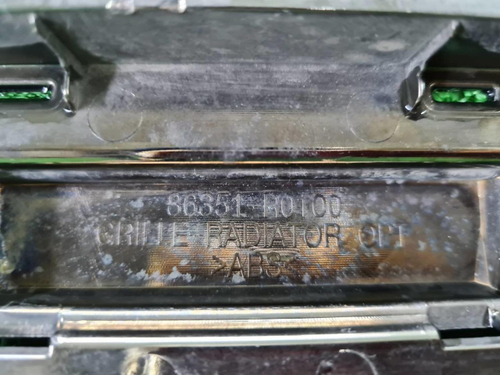 86351-R0100
GRILLE RADIATOR OPT
>ABS<